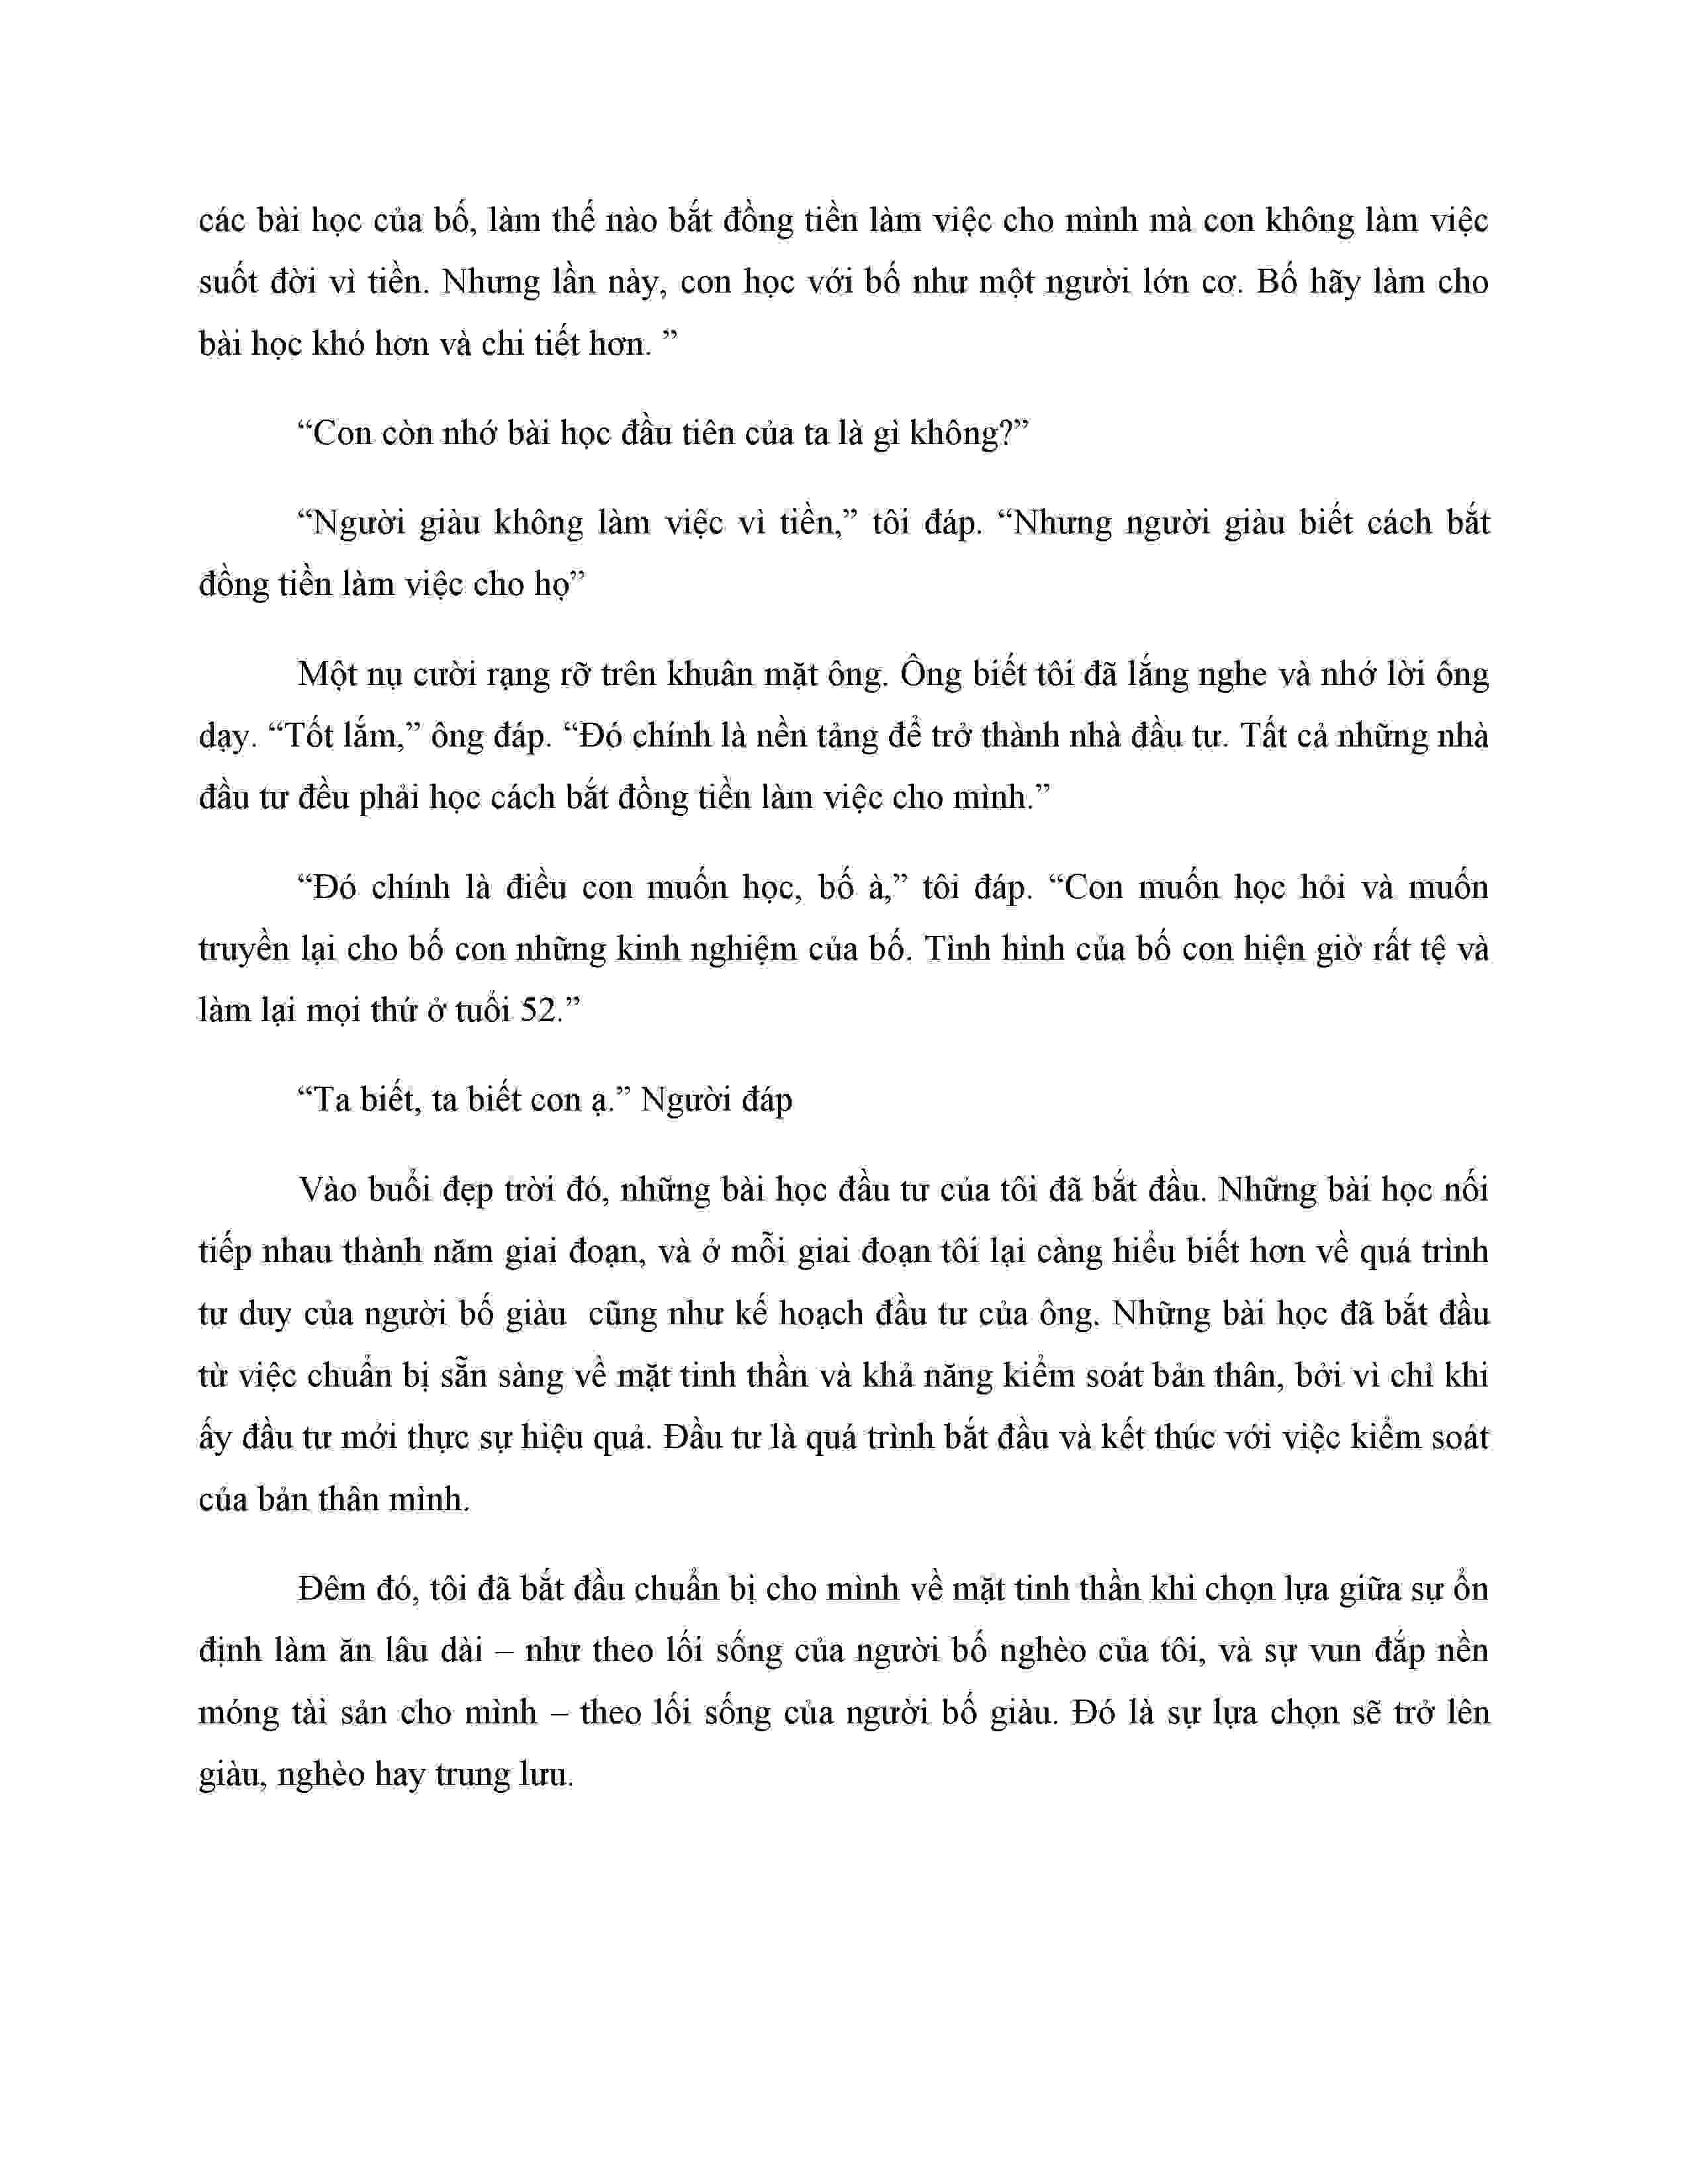 các bài học của bố, làm thế nào bắt đồng tiền làm việc cho mình mà con không làm việc
suốt đời vì tiền. Nhưng lần này, con học với bố như một người lớn cơ. Bố hãy làm cho
bài học khó hơn và chi tiết hơn. ”
“Con còn nhớ bài học đầu tiên của ta là gì không?”
“Người giàu không làm việc vì tiền,” tôi đáp. “Nhưng người giàu biết cách bắt
đồng tiền làm việc cho họ”
Một nụ cười rạng rỡ trên khuân mặt ông. Ông biết tôi đã lắng nghe và nhớ lời ông
dạy. “Tốt lắm,” ông đáp. “Đó chính là nền tảng để trở thành nhà đầu tư. Tất cả những nhà
đầu tư đều phải học cách bắt đồng tiền làm việc cho mình.”
“Đó chính là điều con muốn học, bố à,” tôi đáp. “Con muốn học hỏi và muốn
truyền lại cho bố con những kinh nghiệm của bố. Tình hình của bố con hiện giờ rất tệ và
làm lại mọi thứ ở tuổi 52.”
“Ta biết, ta biết con ạ.” Người đáp
Vào buổi đẹp trời đó, những bài học đầu tư của tôi đã bắt đầu. Những bài học nối
tiếp nhau thành năm giai đoạn, và ở mỗi giai đoạn tôi lại càng hiểu biết hơn về quá trình
tư duy của người bố giàu  cũng như kế hoạch đầu tư của ông. Những bài học đã bắt đầu
từ việc chuẩn bị sẵn sàng về mặt tinh thần và khả năng kiểm soát bản thân, bởi vì chỉ khi
ấy đầu tư mới thực sự hiệu quả. Đầu tư là quá trình bắt đầu và kết thúc với việc kiểm soát
của bản thân mình.
Đêm đó, tôi đã bắt đầu chuẩn bị cho mình về mặt tinh thần khi chọn lựa giữa sự ổn
định làm ăn lâu dài – như theo lối sống của người bố nghèo của tôi, và sự vun đắp nền
móng tài sản cho mình – theo lối sống của người bố giàu. Đó là sự lựa chọn sẽ trở lên
giàu, nghèo hay trung lưu.